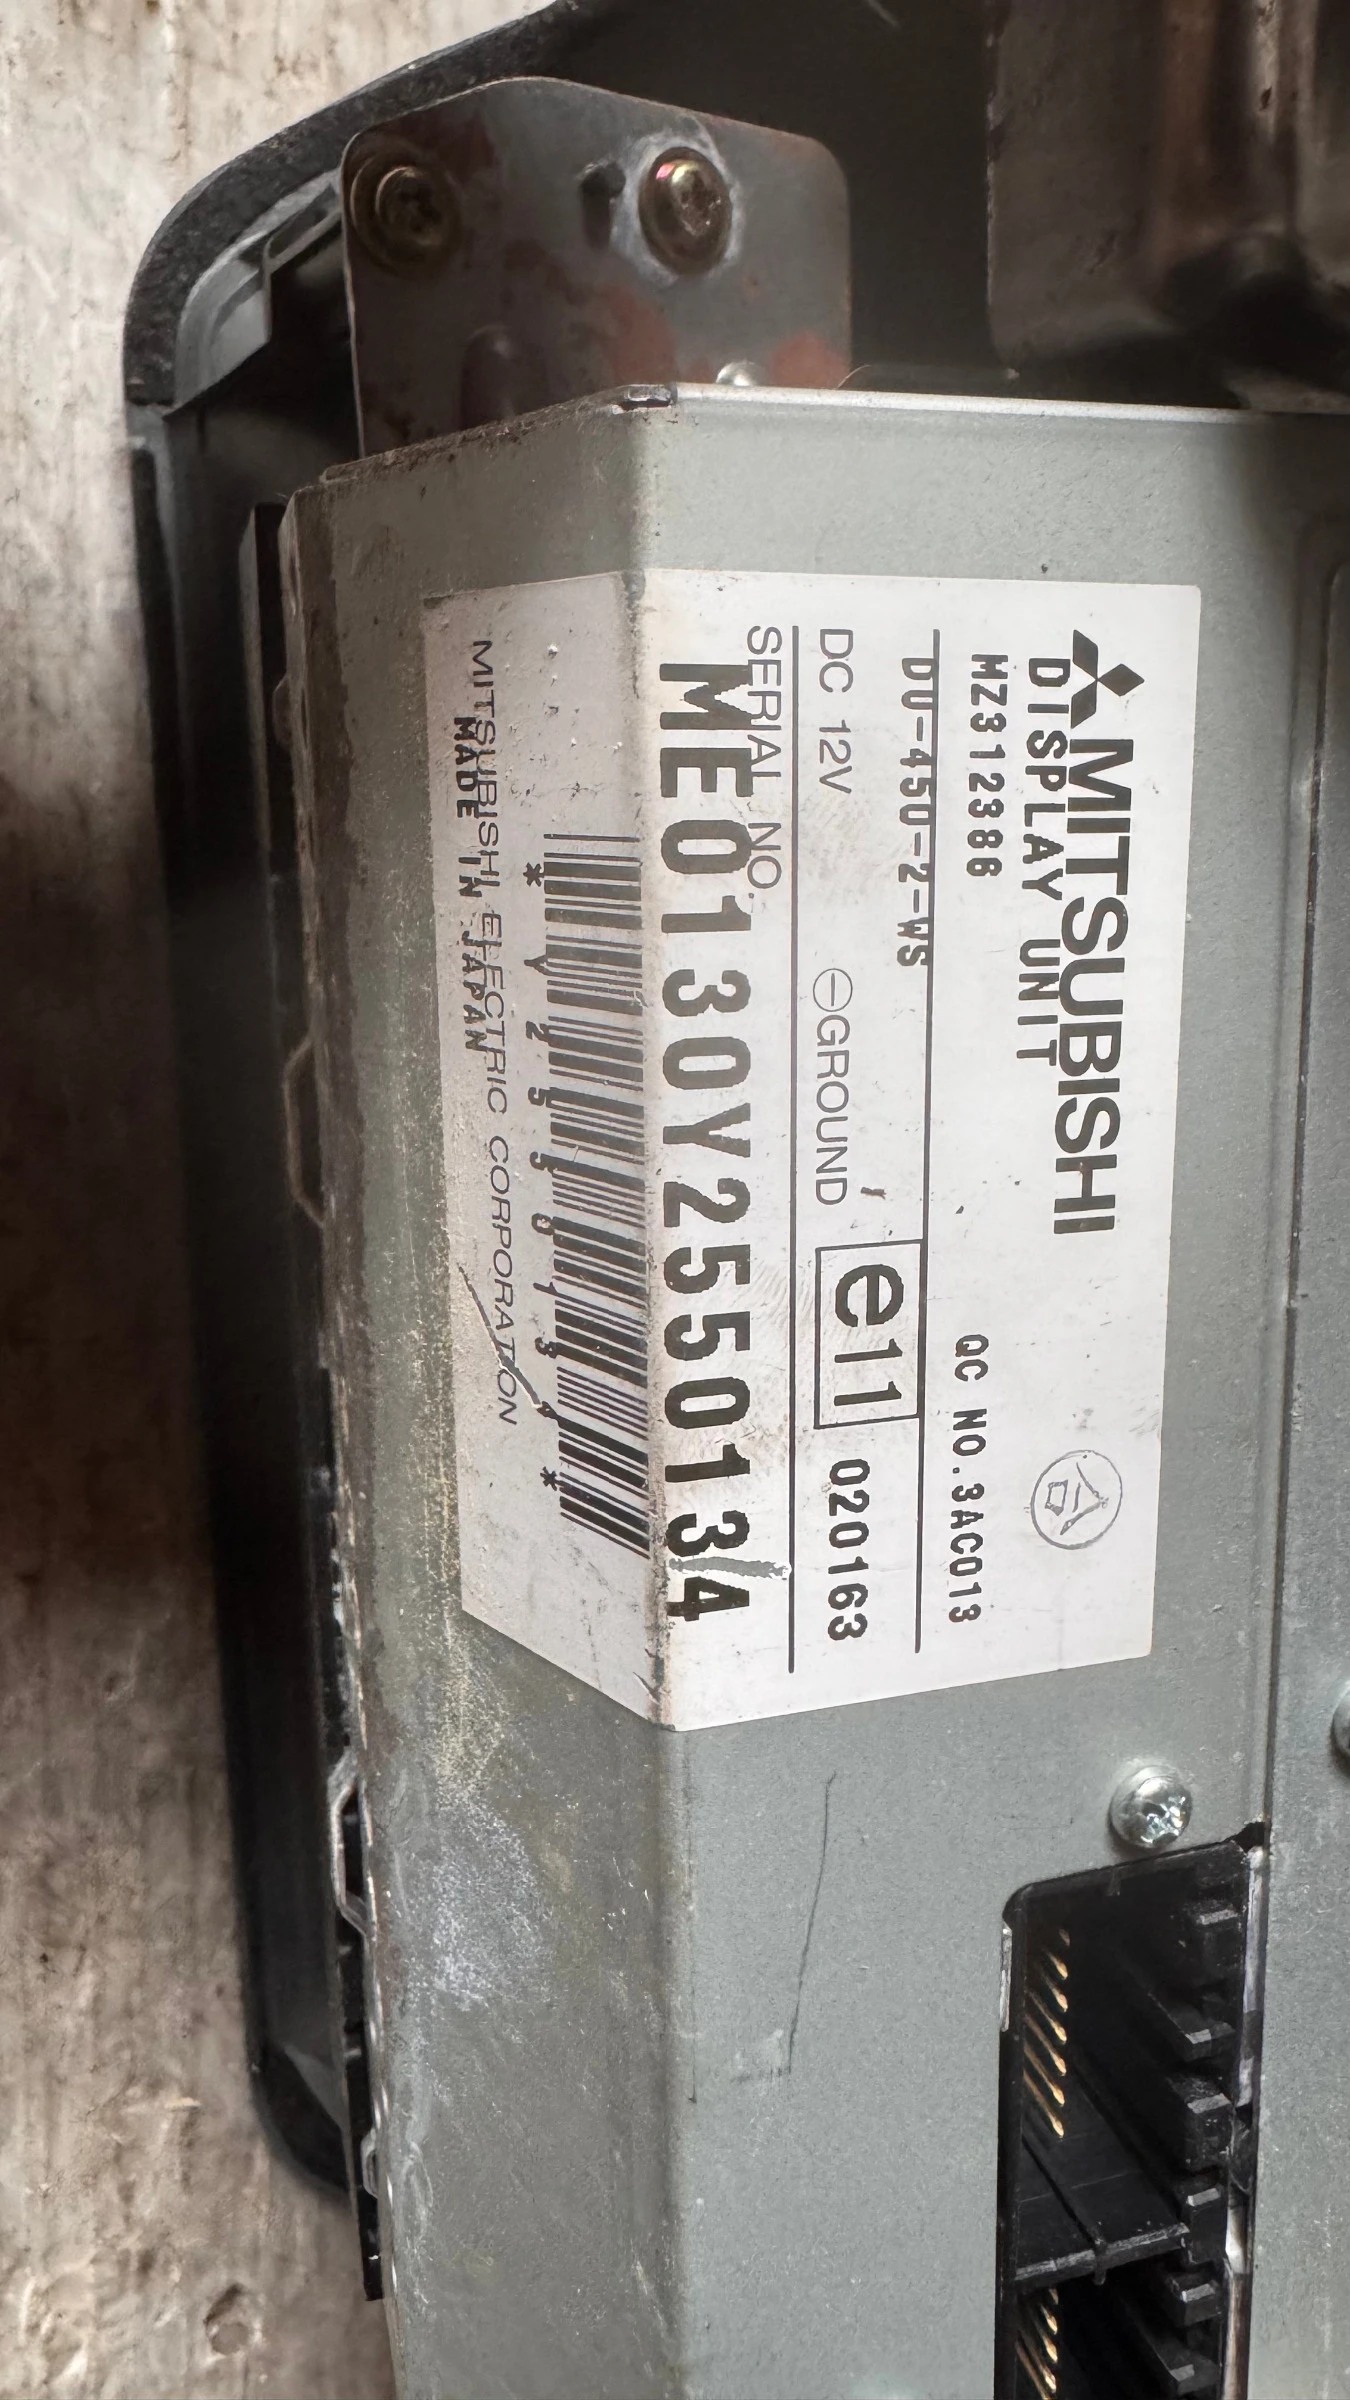 MITSUBISHI
DISPLAY UNIT
MZ312386 QC NO.3AC013
DU-450-2-WS
DC 12V ⊖GROUND e11 020163
SERIAL NO.
ME0130Y2550134
*Y2550134*
MITSUBISHI ELECTRIC CORPORATION
MADE IN JAPAN